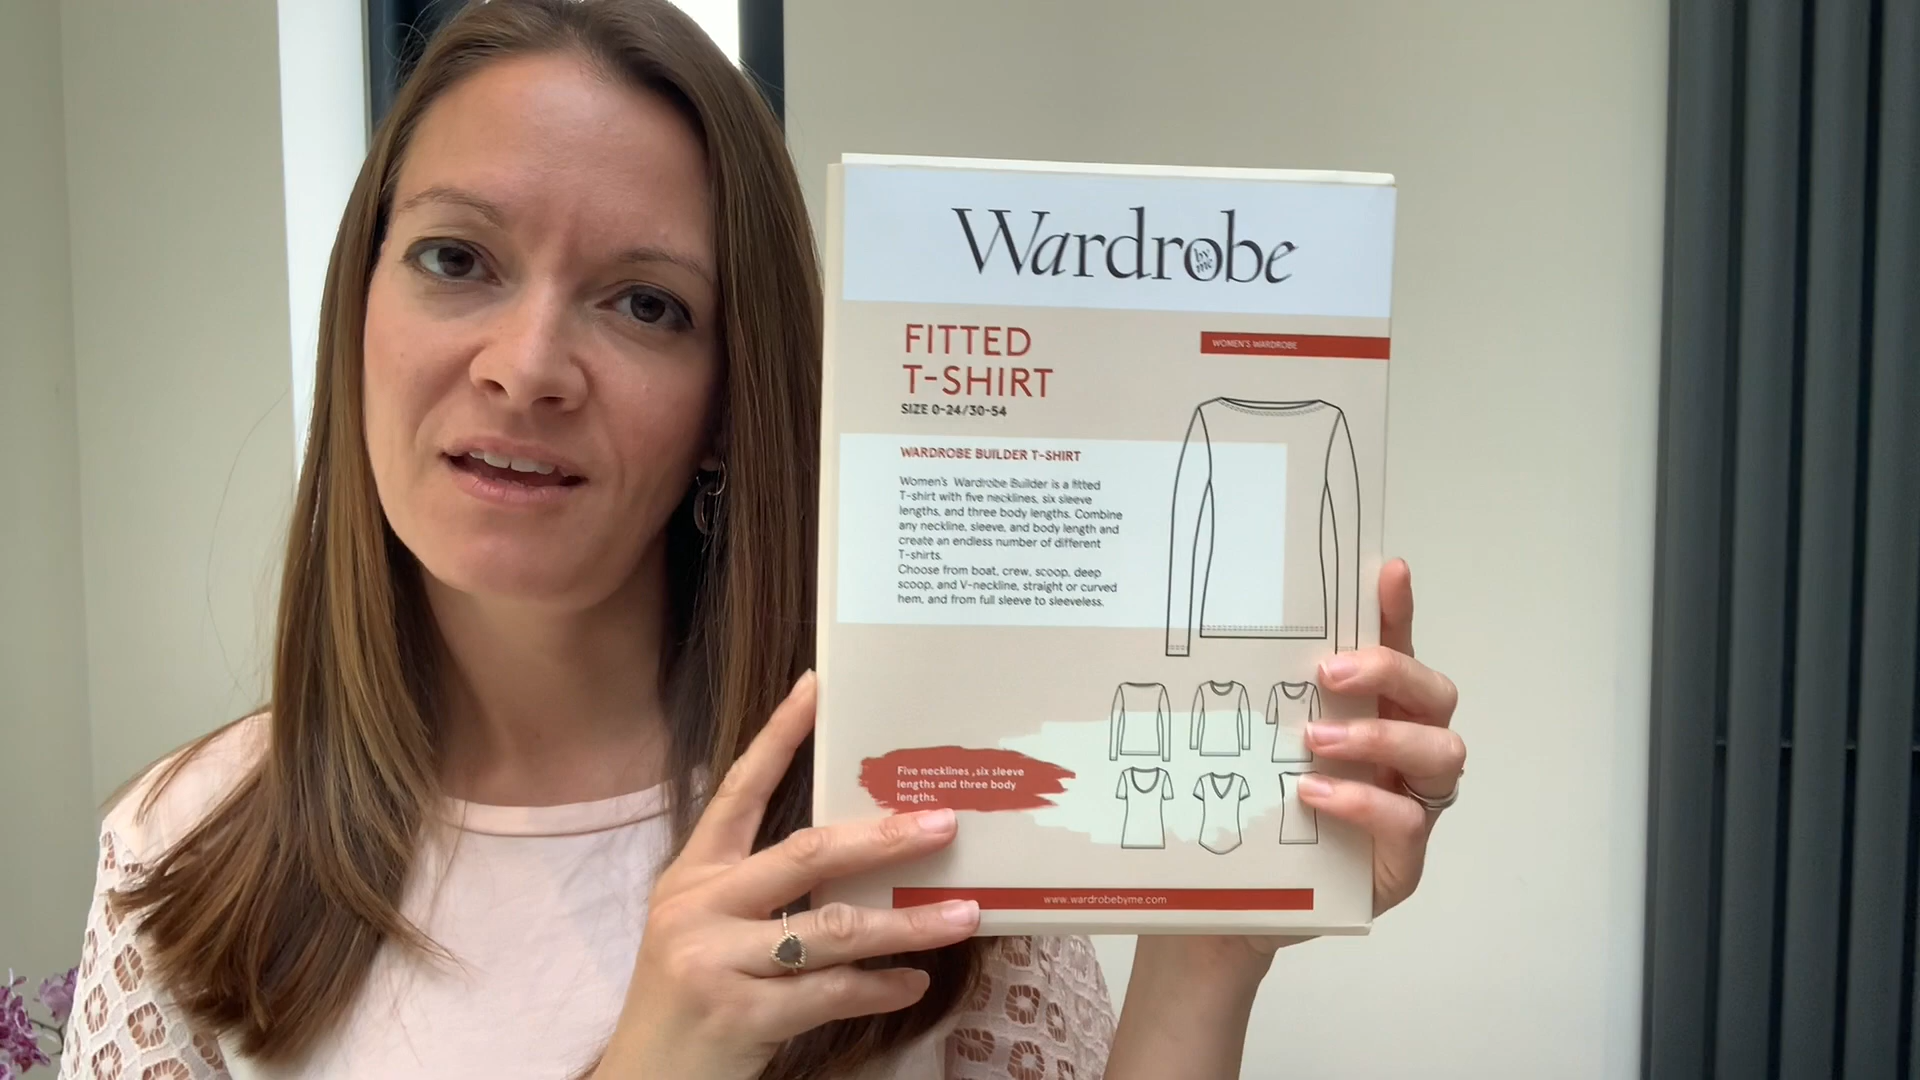 Wardrobe
by
me
FITTED
T-SHIRT
SIZE 0-24/30-54
WOMEN'S WARDROBE
WARDROBE BUILDER T-SHIRT
Women's Wardrobe Builder is a fitted
T-shirt with five necklines, six sleeve
lengths, and three body lengths. Combine
any neckline, sleeve, and body length and
create an endless number of different
T-shirts.
Choose from boat, crew, scoop, deep
scoop, and V-neckline, straight or curved
hem, and from full sleeve to sleeveless.
Five necklines ,six sleeve
lengths and three body
lengths.
www.wardrobebyme.com